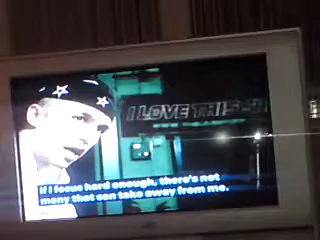 I LOVE THIS
If I focus hard enough, there's not
many that can take away from me.